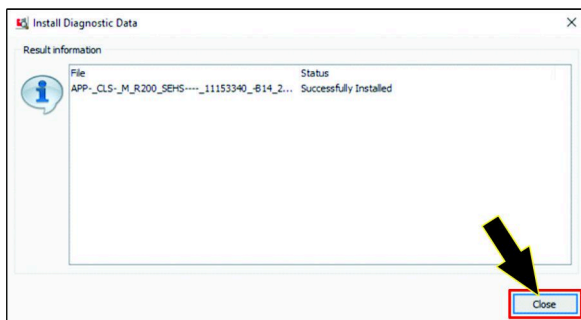 Install Diagnostic Data
Result information
File Status
APP-_CLS-_M_R200_SEHS----_11153340_-B14_2... Successfully Installed
Close